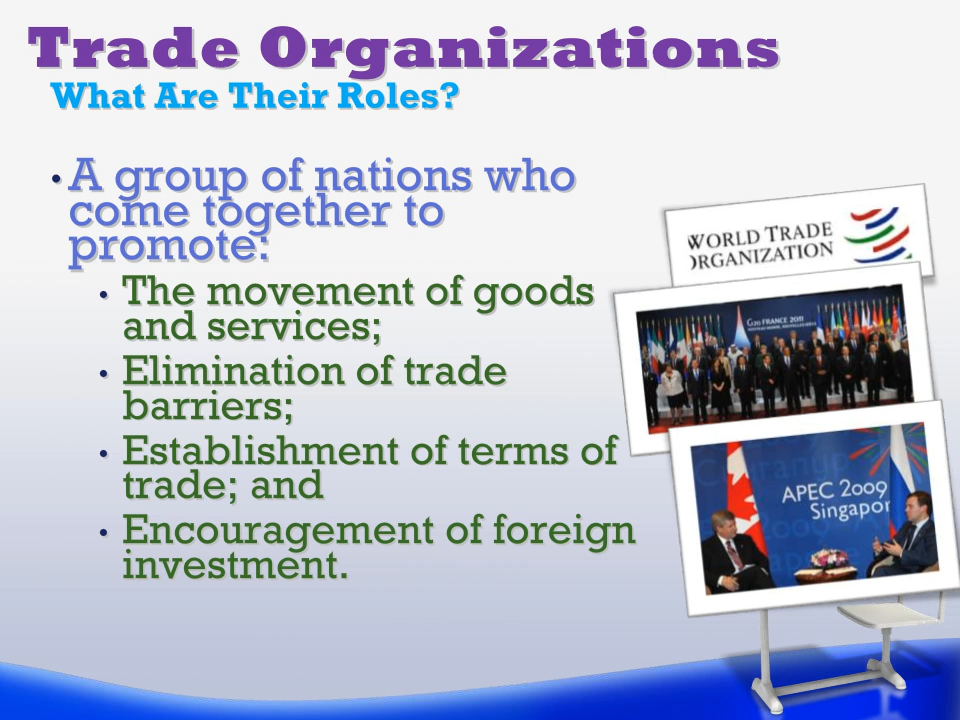 Trade Organizations
What Are Their Roles?
• A group of nations who
come together to
promote:
• The movement of goods
and services;
• Elimination of trade
barriers;
• Establishment of terms of
trade; and
• Encouragement of foreign
investment.
WORLD TRADE
ORGANIZATION
G20 FRANCE 2011
APEC 2009
Singapor